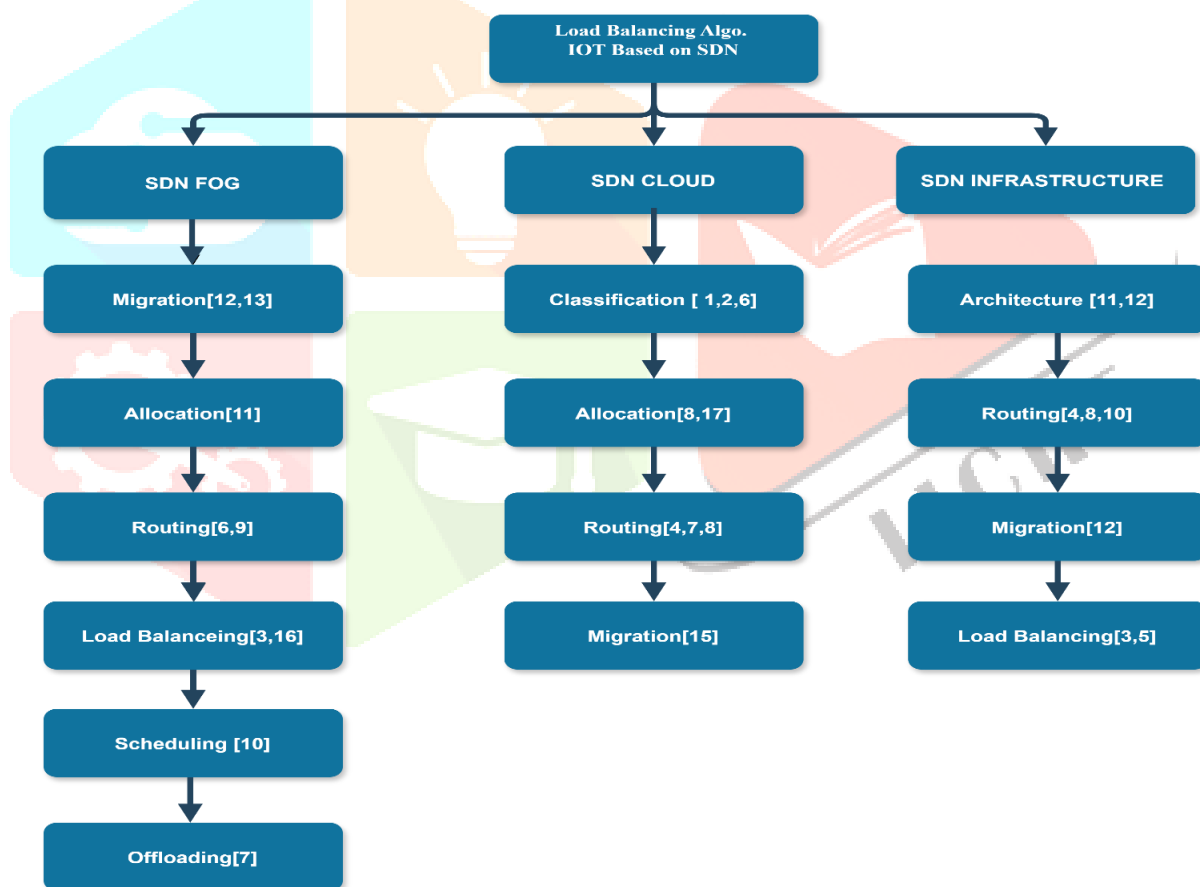 Load Balancing Algo.
IOT Based on SDN
SDN FOG
SDN CLOUD
SDN INFRASTRUCTURE
Migration[12,13]
Classification [ 1,2,6]
Architecture [11,12]
Allocation[11]
Allocation[8,17]
Routing[4,8,10]
Routing[6,9]
Routing[4,7,8]
Migration[12]
Load Balanceing[3,16]
Migration[15]
Load Balancing[3,5]
Scheduling [10]
Offloading[7]